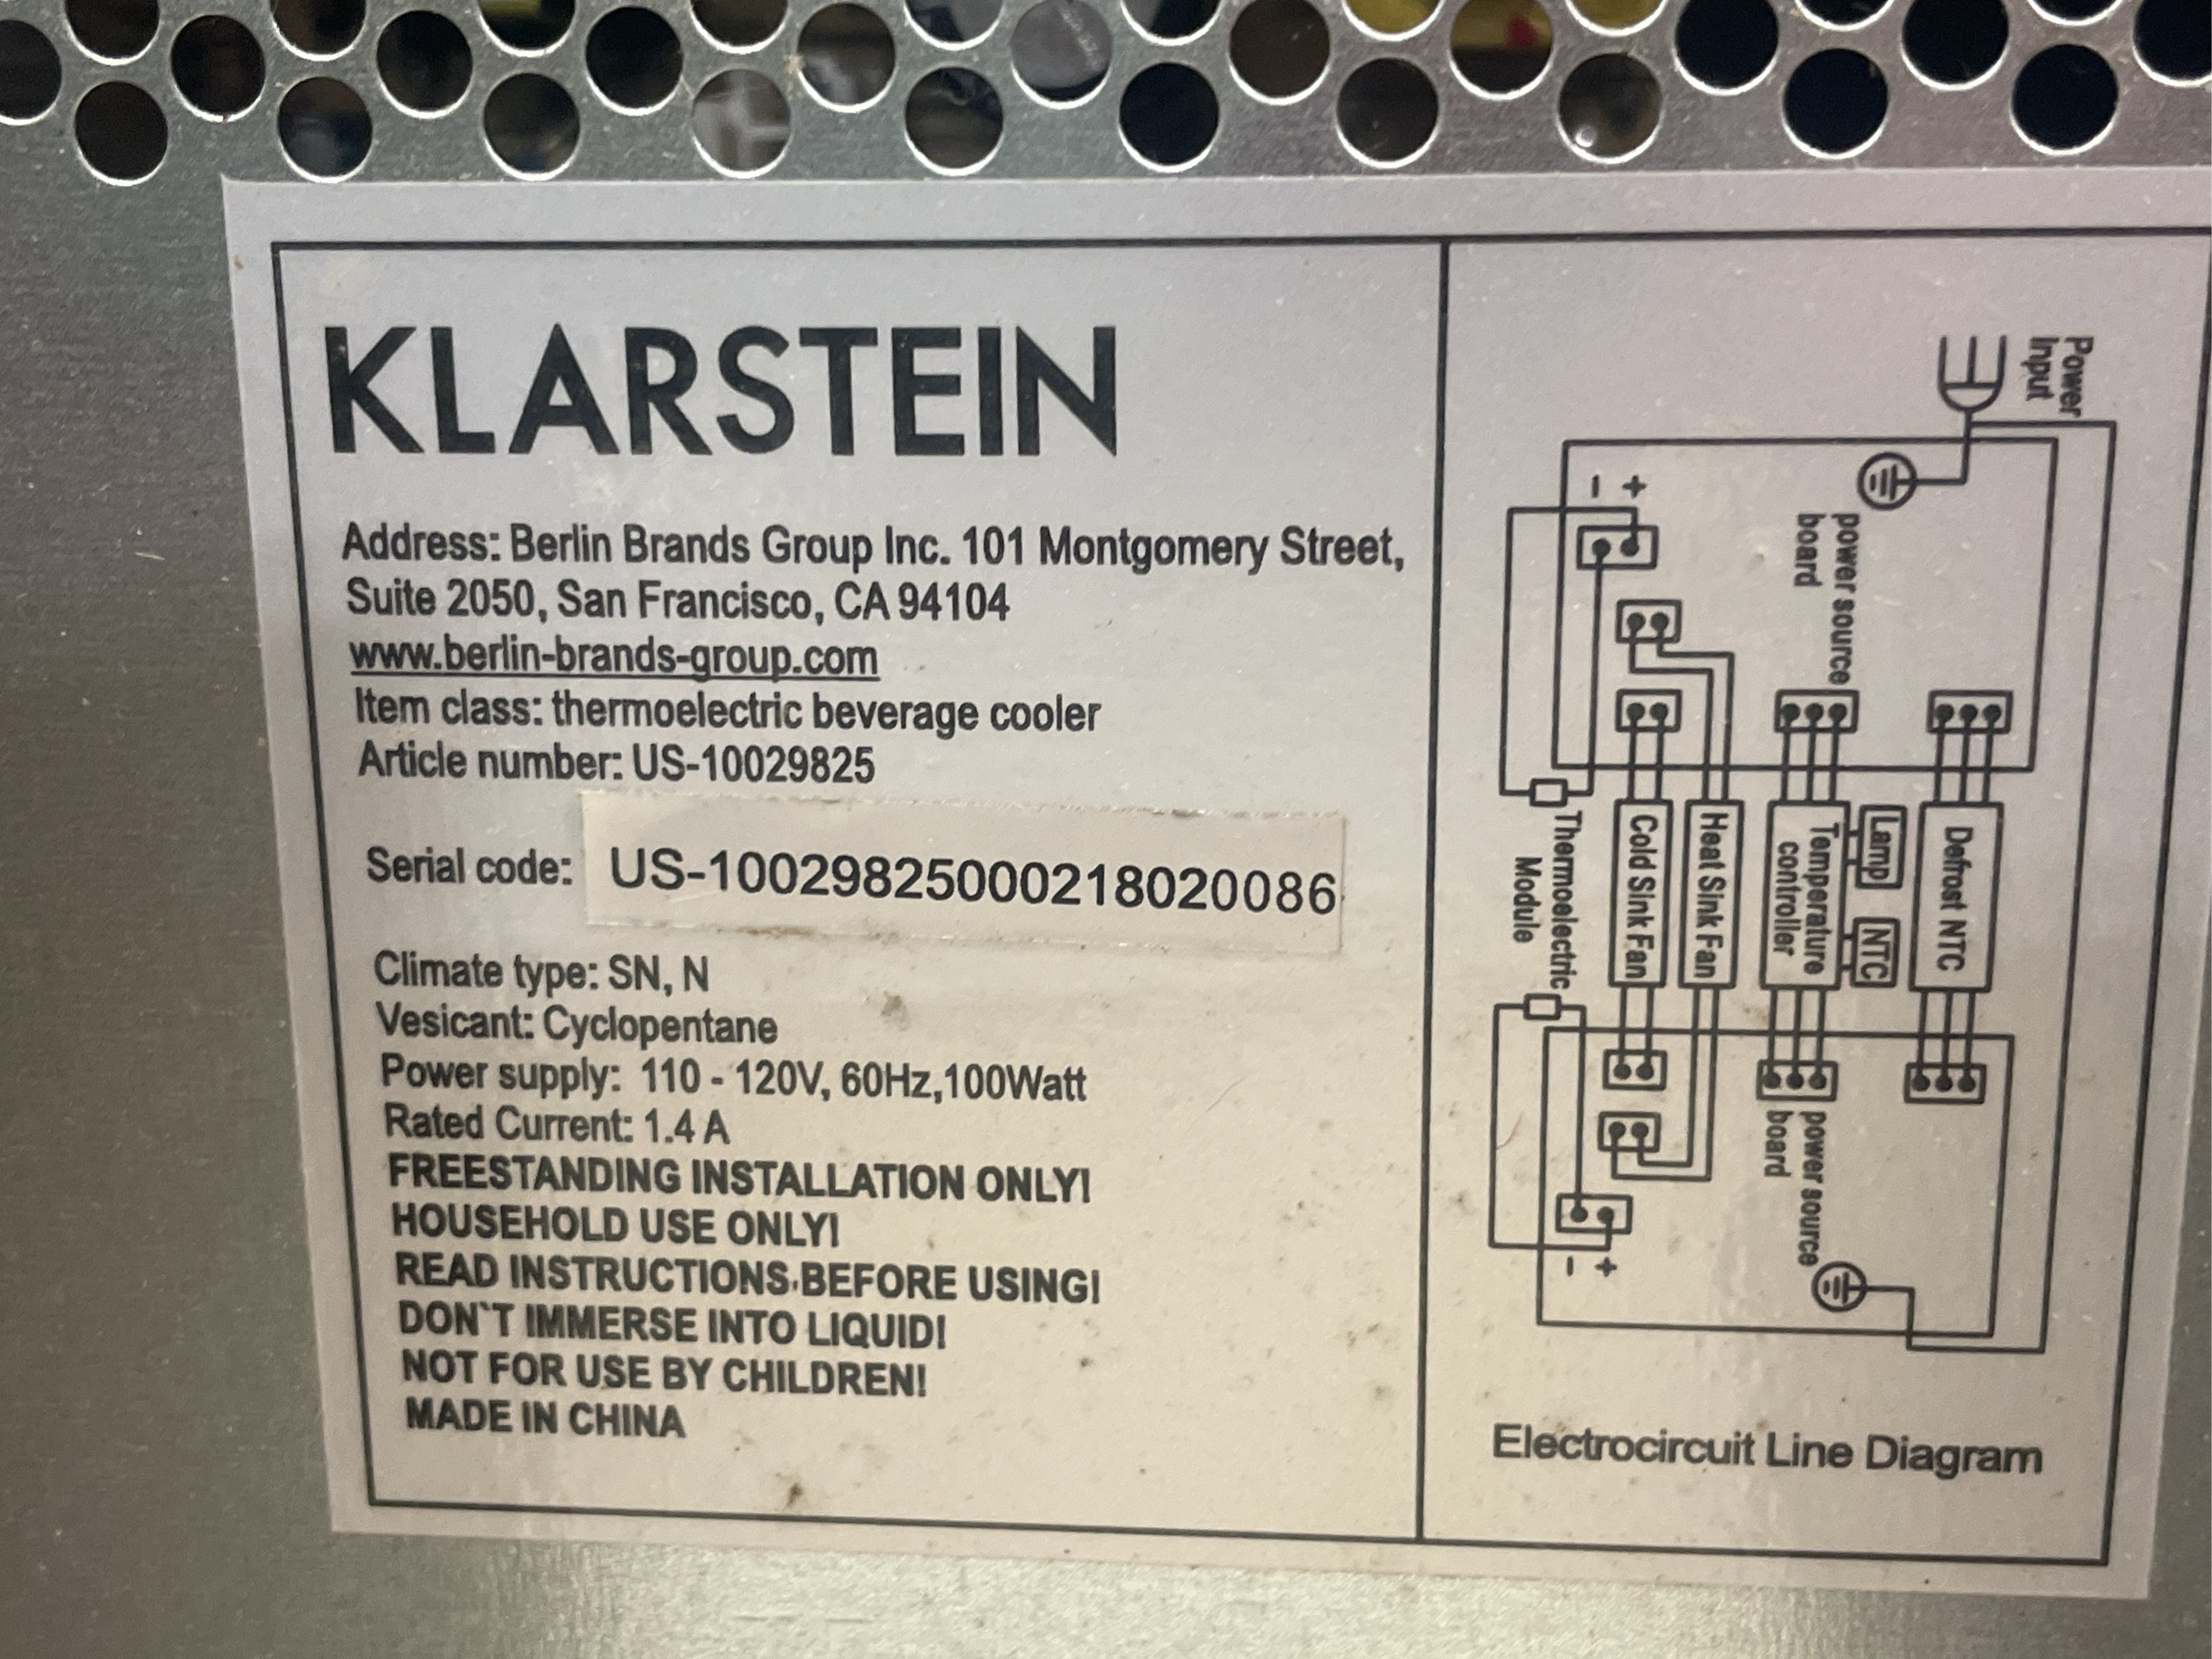 KLARSTEIN
Address: Berlin Brands Group Inc. 101 Montgomery Street,
Suite 2050, San Francisco, CA 94104
www.berlin-brands-group.com
Item class: thermoelectric beverage cooler
Article number: US-10029825
Serial code: US-10029825000218020086
Climate type: SN, N
Vesicant: Cyclopentane
Power supply: 110 - 120V, 60Hz,100Watt
Rated Current: 1.4 A
FREESTANDING INSTALLATION ONLY!
HOUSEHOLD USE ONLY!
READ INSTRUCTIONS BEFORE USING!
DON`T IMMERSE INTO LIQUID!
NOT FOR USE BY CHILDREN!
MADE IN CHINA
Power
Input
power source
board
+
-
Defrost NTC
Lamp
NTC
Temperature
controller
Heat Sink Fan
Cold Sink Fan
Thermoelectric
Module
power source
board
+
-
Electrocircuit Line Diagram